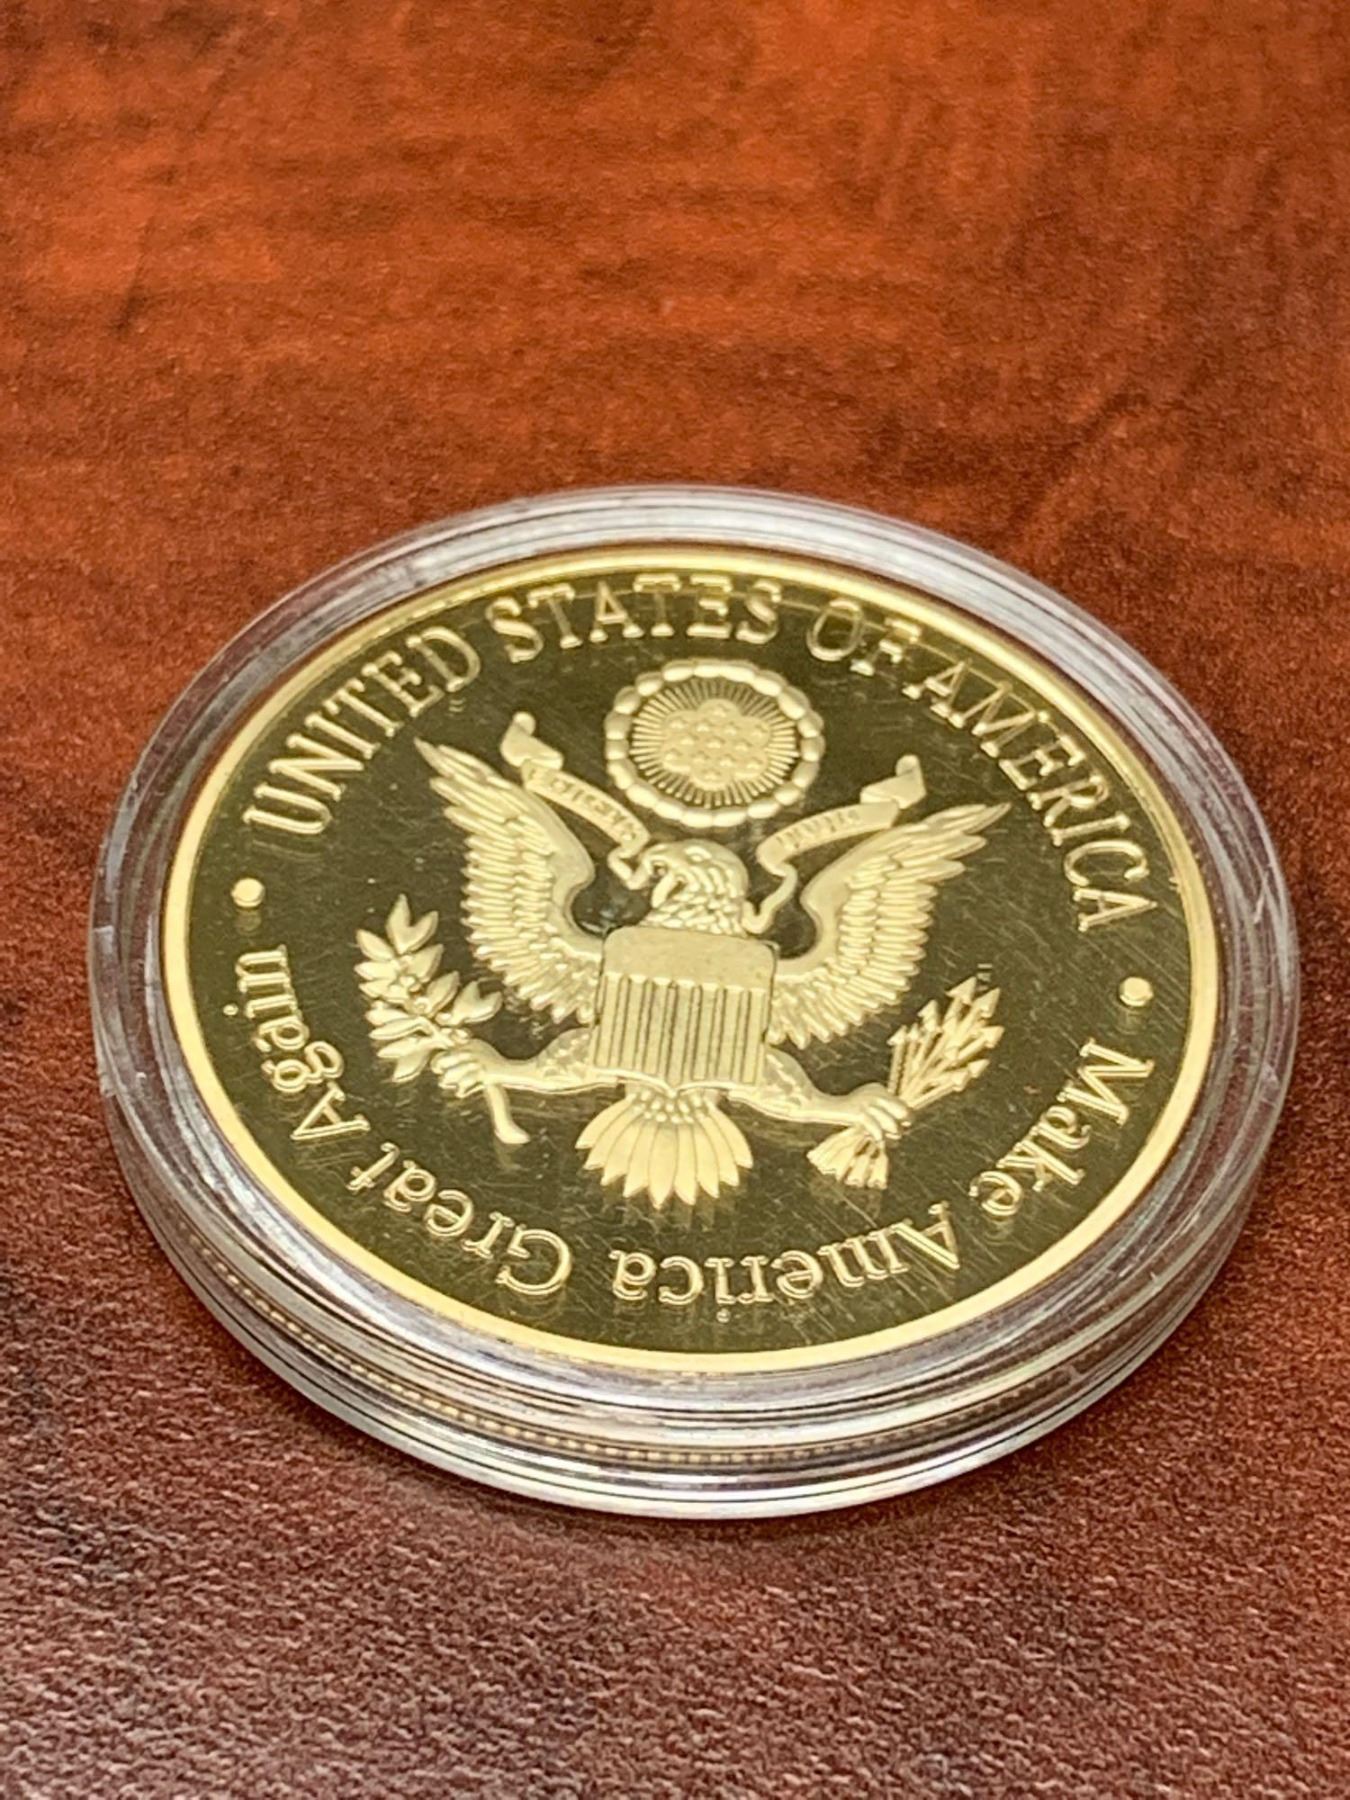 UNITED STATES OF AMERICA
• Make America Great Again •